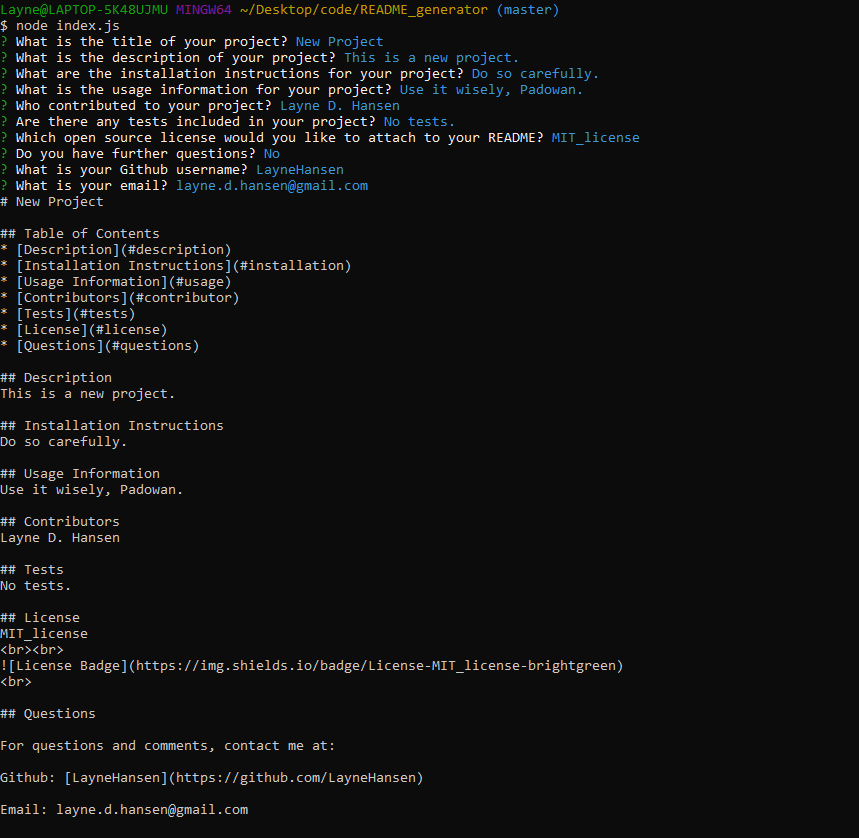 Layne@LAPTOP-5K48UJMU MINGW64 ~/Desktop/code/README_generator (master)
$ node index.js
? What is the title of your project? New Project
? What is the description of your project? This is a new project.
? What are the installation instructions for your project? Do so carefully.
? What is the usage information for your project? Use it wisely, Padowan.
? Who contributed to your project? Layne D. Hansen
? Are there any tests included in your project? No tests.
? Which open source license would you like to attach to your README? MIT_license
? Do you have further questions? No
? What is your Github username? LayneHansen
? What is your email? layne.d.hansen@gmail.com
# New Project

## Table of Contents
* [Description](#description)
* [Installation Instructions](#installation)
* [Usage Information](#usage)
* [Contributors](#contributor)
* [Tests](#tests)
* [License](#license)
* [Questions](#questions)

## Description
This is a new project.

## Installation Instructions
Do so carefully.

## Usage Information
Use it wisely, Padowan.

## Contributors
Layne D. Hansen

## Tests
No tests.

## License
MIT_license
<br><br>
![License Badge](https://img.shields.io/badge/License-MIT_license-brightgreen)
<br>

## Questions

For questions and comments, contact me at:

Github: [LayneHansen](https://github.com/LayneHansen)

Email: layne.d.hansen@gmail.com